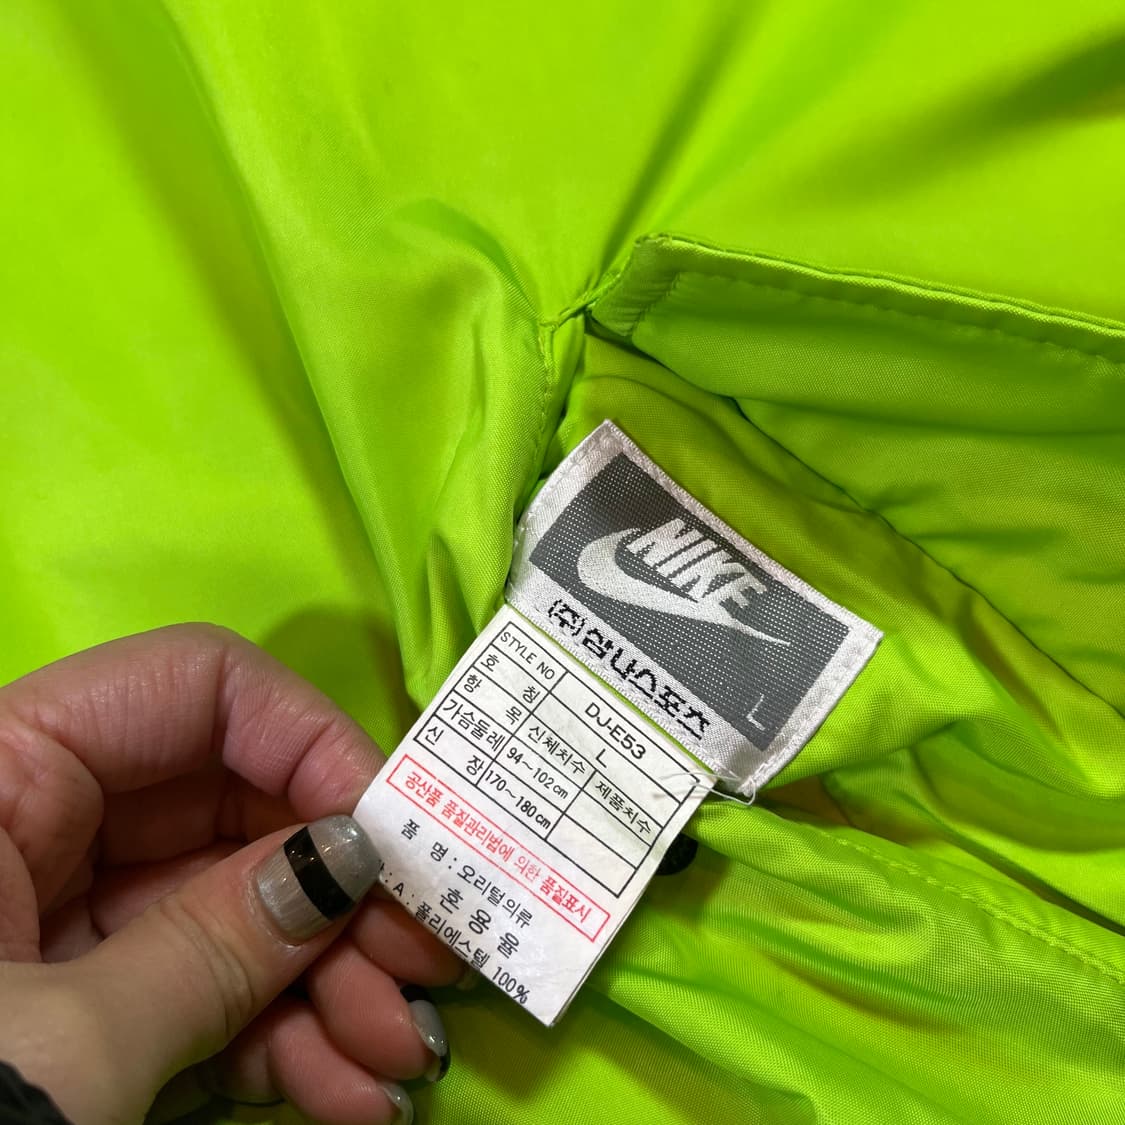 NIKE
L
(주)삼나스포츠
STYLE NO DJ-E53
호 칭 L
항 목 신체치수 제품치수
가슴둘레 94~102cm
신 장 170~180cm
공산품 품질관리법에 의한 품질표시
품 명 : 오리털의류
혼 용 율
A : 폴리에스텔 100%